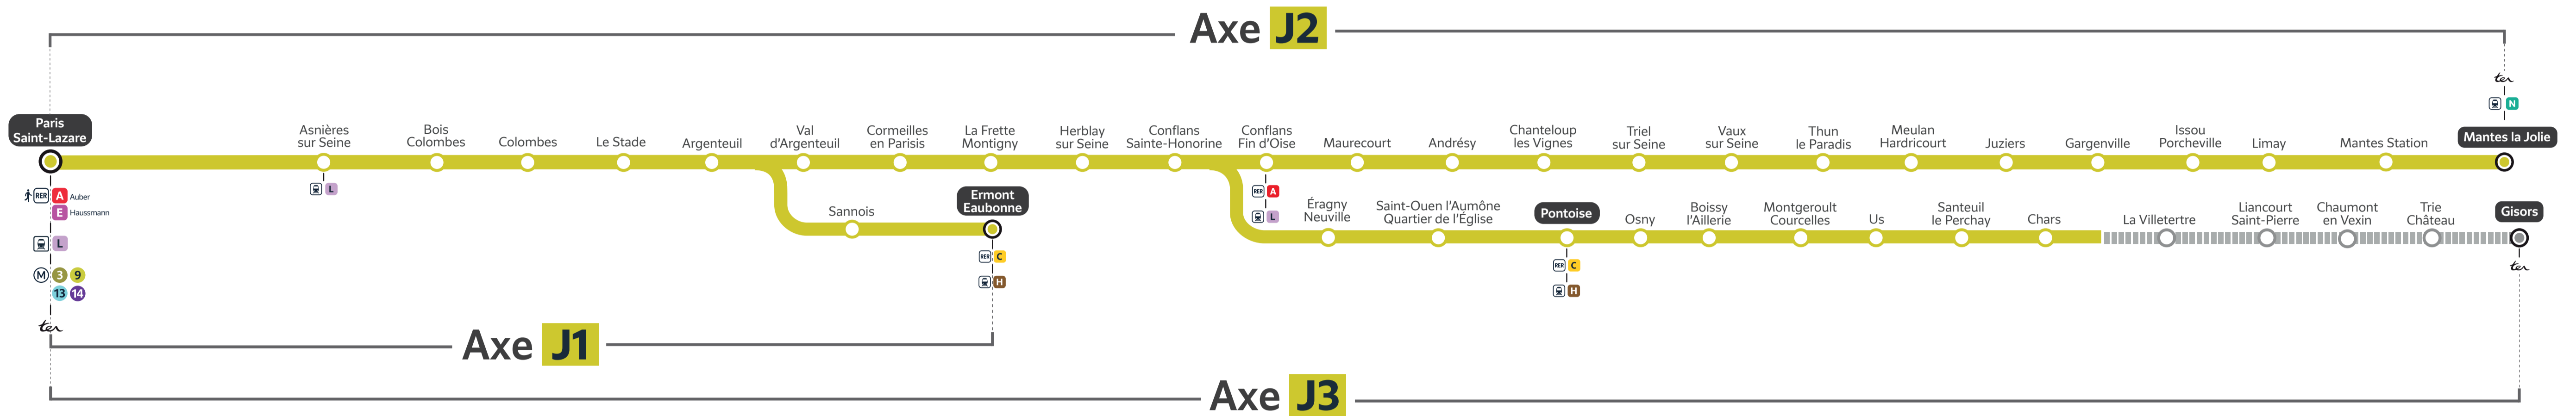 Axe J2
ter
N
Paris
Saint-Lazare
Asnières
sur Seine
Bois
Colombes
Colombes
Le Stade
Argenteuil
Val
d'Argenteuil
Cormeilles
en Parisis
La Frette
Montigny
Herblay
sur Seine
Conflans
Sainte-Honorine
Conflans
Fin d'Oise
Maurecourt
Andrésy
Chanteloup
les Vignes
Triel
sur Seine
Vaux
sur Seine
Thun
le Paradis
Meulan
Hardricourt
Juziers
Gargenville
Issou
Porcheville
Limay
Mantes Station
Mantes la Jolie
RER A Auber
E Haussmann
L
M 3 9
13 14
ter
L
Sannois
Ermont
Eaubonne
RER C
H
RER A
L
Éragny
Neuville
Saint-Ouen l'Aumône
Quartier de l'Église
Pontoise
RER C
H
Osny
Boissy
l'Aillerie
Montgeroult
Courcelles
Us
Santeuil
le Perchay
Chars
La Villetertre
Liancourt
Saint-Pierre
Chaumont
en Vexin
Trie
Château
Gisors
ter
Axe J1
Axe J3